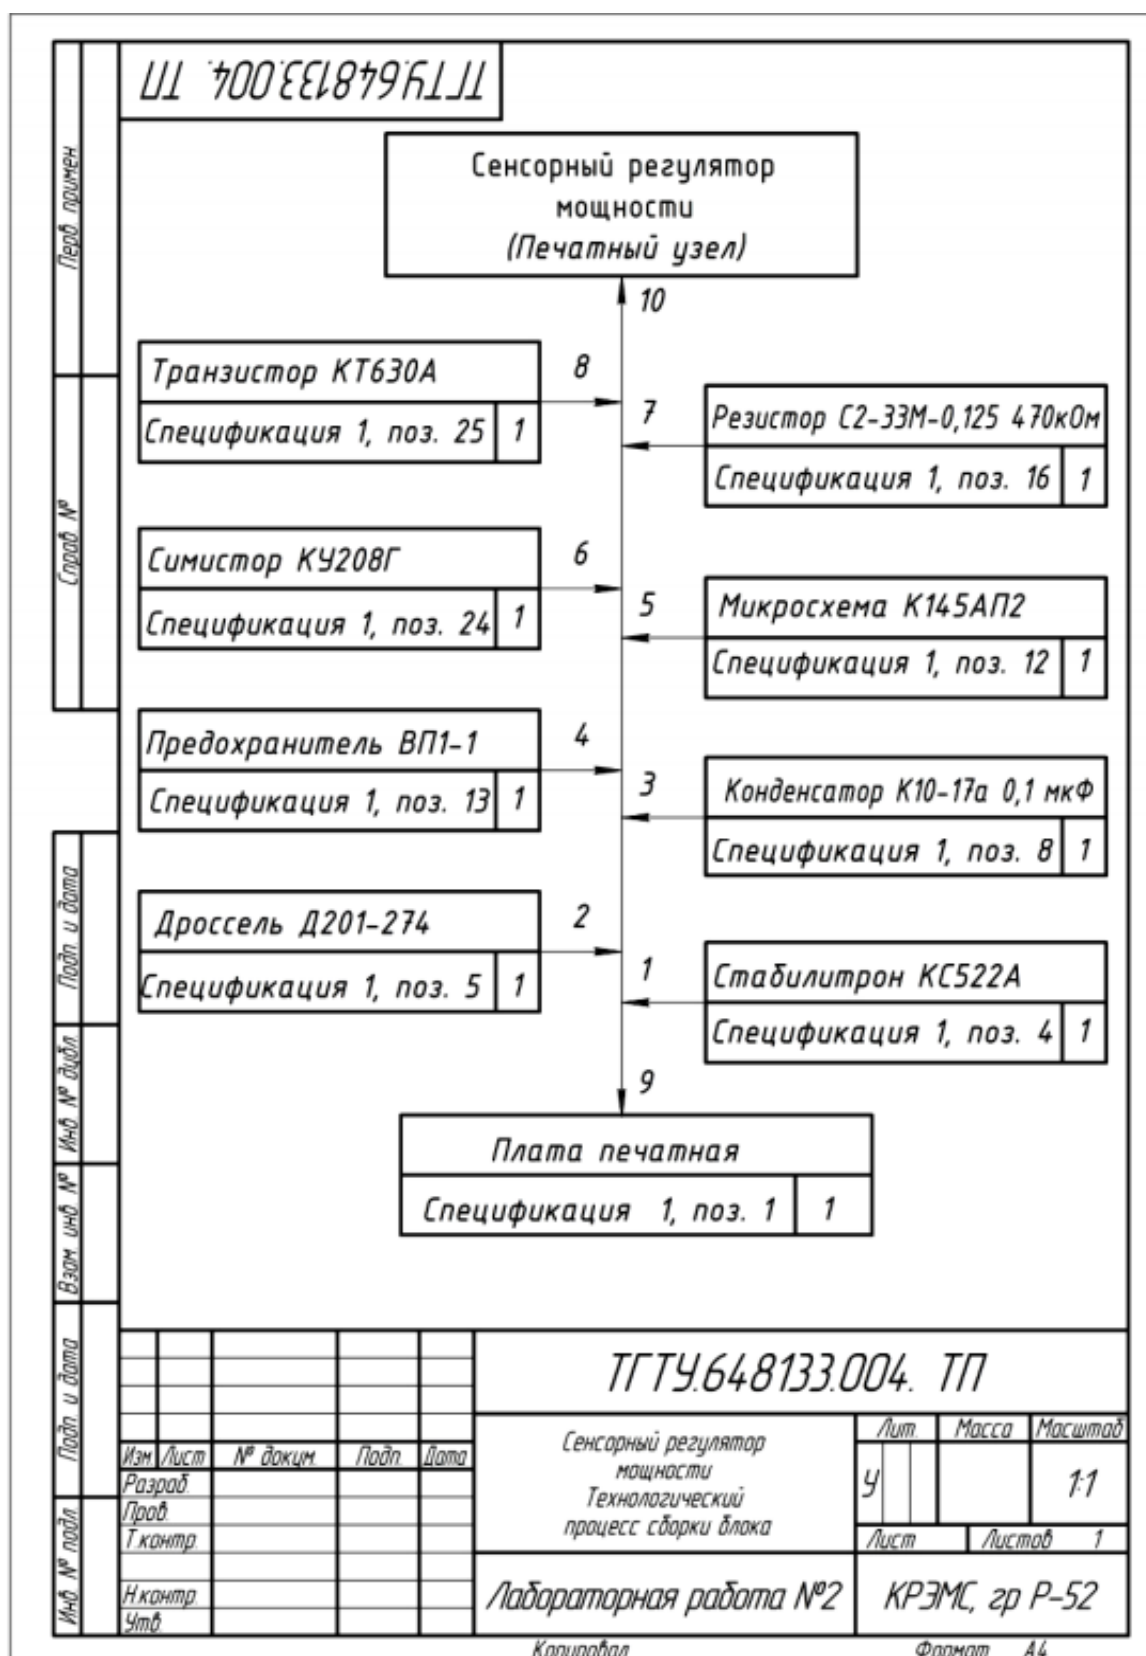 ТГТУ.648133.004. ТП
Перв. примен
Справ №
Подп. и дата
Инв № дубл
Взам. инв №
Подп. и дата
Инв № подл.
Сенсорный регулятор
мощности
(Печатный узел)
10
Транзистор КТ630А
8
Спецификация 1, поз. 25 1
7
Резистор С2-33М-0,125 470кОм
Спецификация 1, поз. 16 1
Симистор КУ208Г
6
Спецификация 1, поз. 24 1
5
Микросхема К145АП2
Спецификация 1, поз. 12 1
Предохранитель ВП1-1
4
Спецификация 1, поз. 13 1
3
Конденсатор К10-17а 0,1 мкФ
Спецификация 1, поз. 8 1
Дроссель Д201-274
2
Спецификация 1, поз. 5 1
1
Стабилитрон КС522А
Спецификация 1, поз. 4 1
9
Плата печатная
Спецификация 1, поз. 1 1
ТГТУ.648133.004. ТП
Изм. Лист № докум. Подп. Дата
Разраб.
Пров.
Т.контр.
Н.контр.
Утв.
Сенсорный регулятор
мощности
Технологический
процесс сборки блока
Лит. Масса Масштаб
У 1:1
Лист Листов 1
Лабораторная работа №2
КРЭМС, гр Р-52
Копировал Формат А4